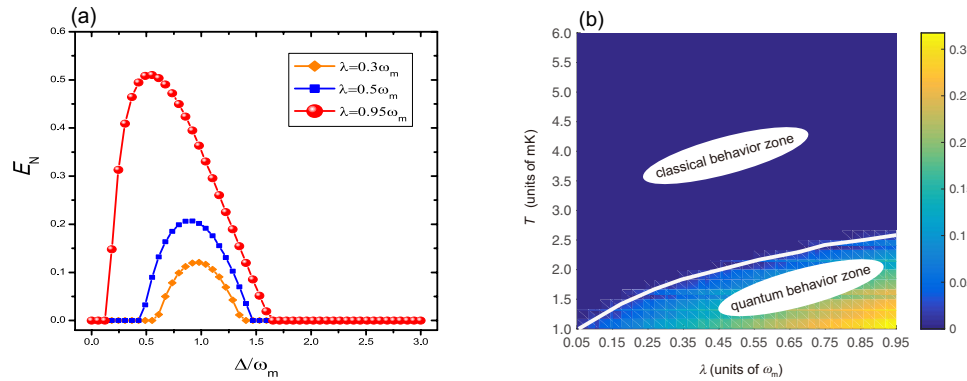 (a)
0.6
0.5
0.4
0.3
0.2
0.1
0.0
E_N
λ=0.3ω_m
λ=0.5ω_m
λ=0.95ω_m
0.0 0.5 1.0 1.5 2.0 2.5 3.0
Δ/ω_m
(b)
6.0
5.5
5.0
4.5
4.0
3.5
3.0
2.5
2.0
1.5
1.0
T (units of mK)
classical behavior zone
quantum behavior zone
0.05 0.15 0.25 0.35 0.45 0.55 0.65 0.75 0.85 0.95
λ (units of ω_m)
0.3
0.2
0.2
0.1
0.1
0.0
0